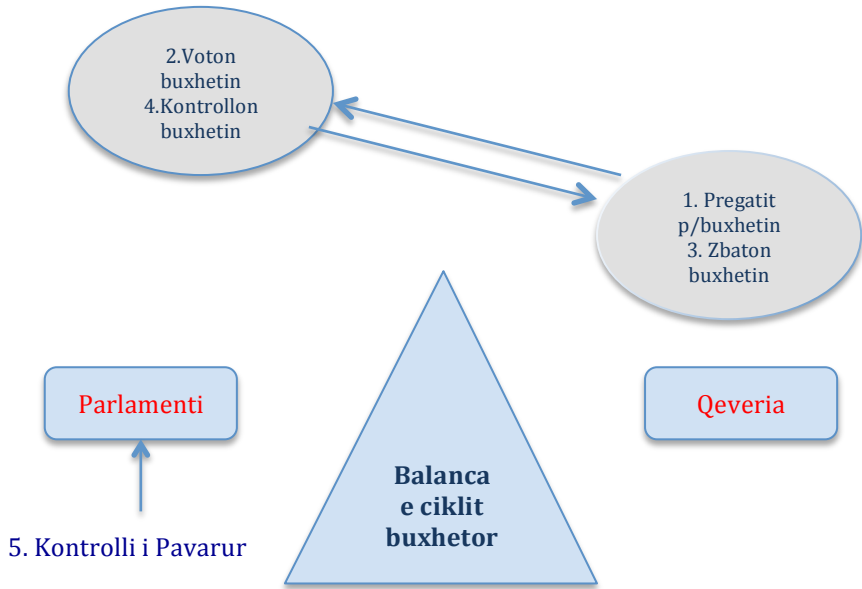 2.Voton
buxhetin
4.Kontrollon
buxhetin
1. Pregatit
p/buxhetin
3. Zbaton
buxhetin
Parlamenti
Qeveria
Balanca
e ciklit
buxhetor
5. Kontrolli i Pavarur